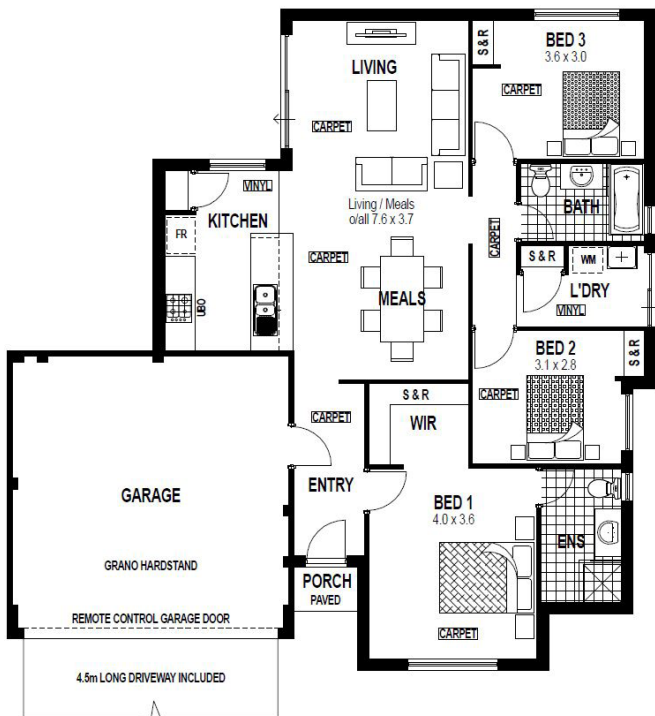 S & R
BED 3
3.6 x 3.0
CARPET
LIVING
CARPET
VINYL
KITCHEN
FR
UBO
Living / Meals
o/all 7.6 x 3.7
CARPET
MEALS
CARPET
BATH
S & R
WM
L'DRY
VINYL
BED 2
3.1 x 2.8
S & R
CARPET
S & R
WIR
CARPET
ENTRY
BED 1
4.0 x 3.6
ENS
CARPET
GARAGE
GRANO HARDSTAND
REMOTE CONTROL GARAGE DOOR
PORCH
PAVED
4.5m LONG DRIVEWAY INCLUDED